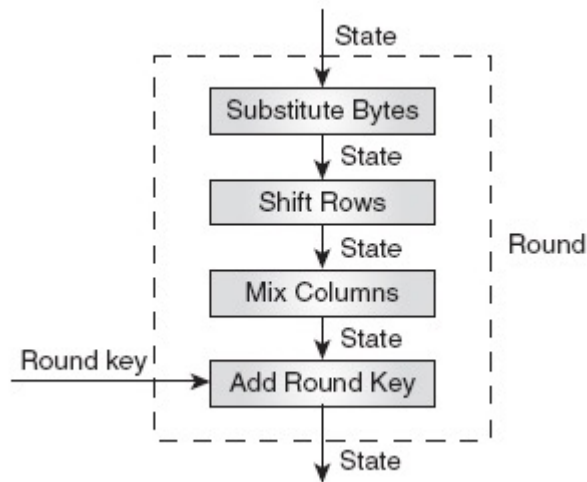 State
Substitute Bytes
State
Shift Rows
State
Round
Mix Columns
State
Round key
Add Round Key
State